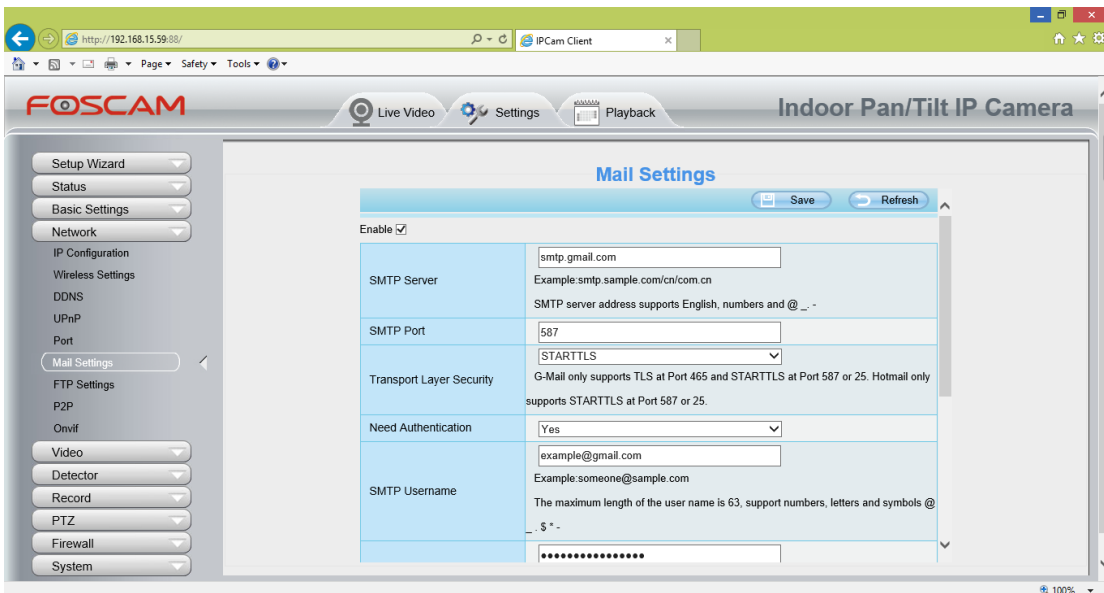 http://192.168.15.59:88/
IPCam Client
Page Safety Tools
FOSCAM
Live Video
Settings
Playback
Indoor Pan/Tilt IP Camera
Setup Wizard
Status
Basic Settings
Network
IP Configuration
Wireless Settings
DDNS
UPnP
Port
Mail Settings
FTP Settings
P2P
Onvif
Video
Detector
Record
PTZ
Firewall
System
Mail Settings
Save Refresh
Enable
SMTP Server
smtp.gmail.com
Example:smtp.sample.com/cn/com.cn
SMTP server address supports English, numbers and @ _ . -
SMTP Port
587
Transport Layer Security
STARTTLS
G-Mail only supports TLS at Port 465 and STARTTLS at Port 587 or 25. Hotmail only
supports STARTTLS at Port 587 or 25.
Need Authentication
Yes
SMTP Username
example@gmail.com
Example:someone@sample.com
The maximum length of the user name is 63, support numbers, letters and symbols @
_ . $ * -
••••••••••••••••
100%